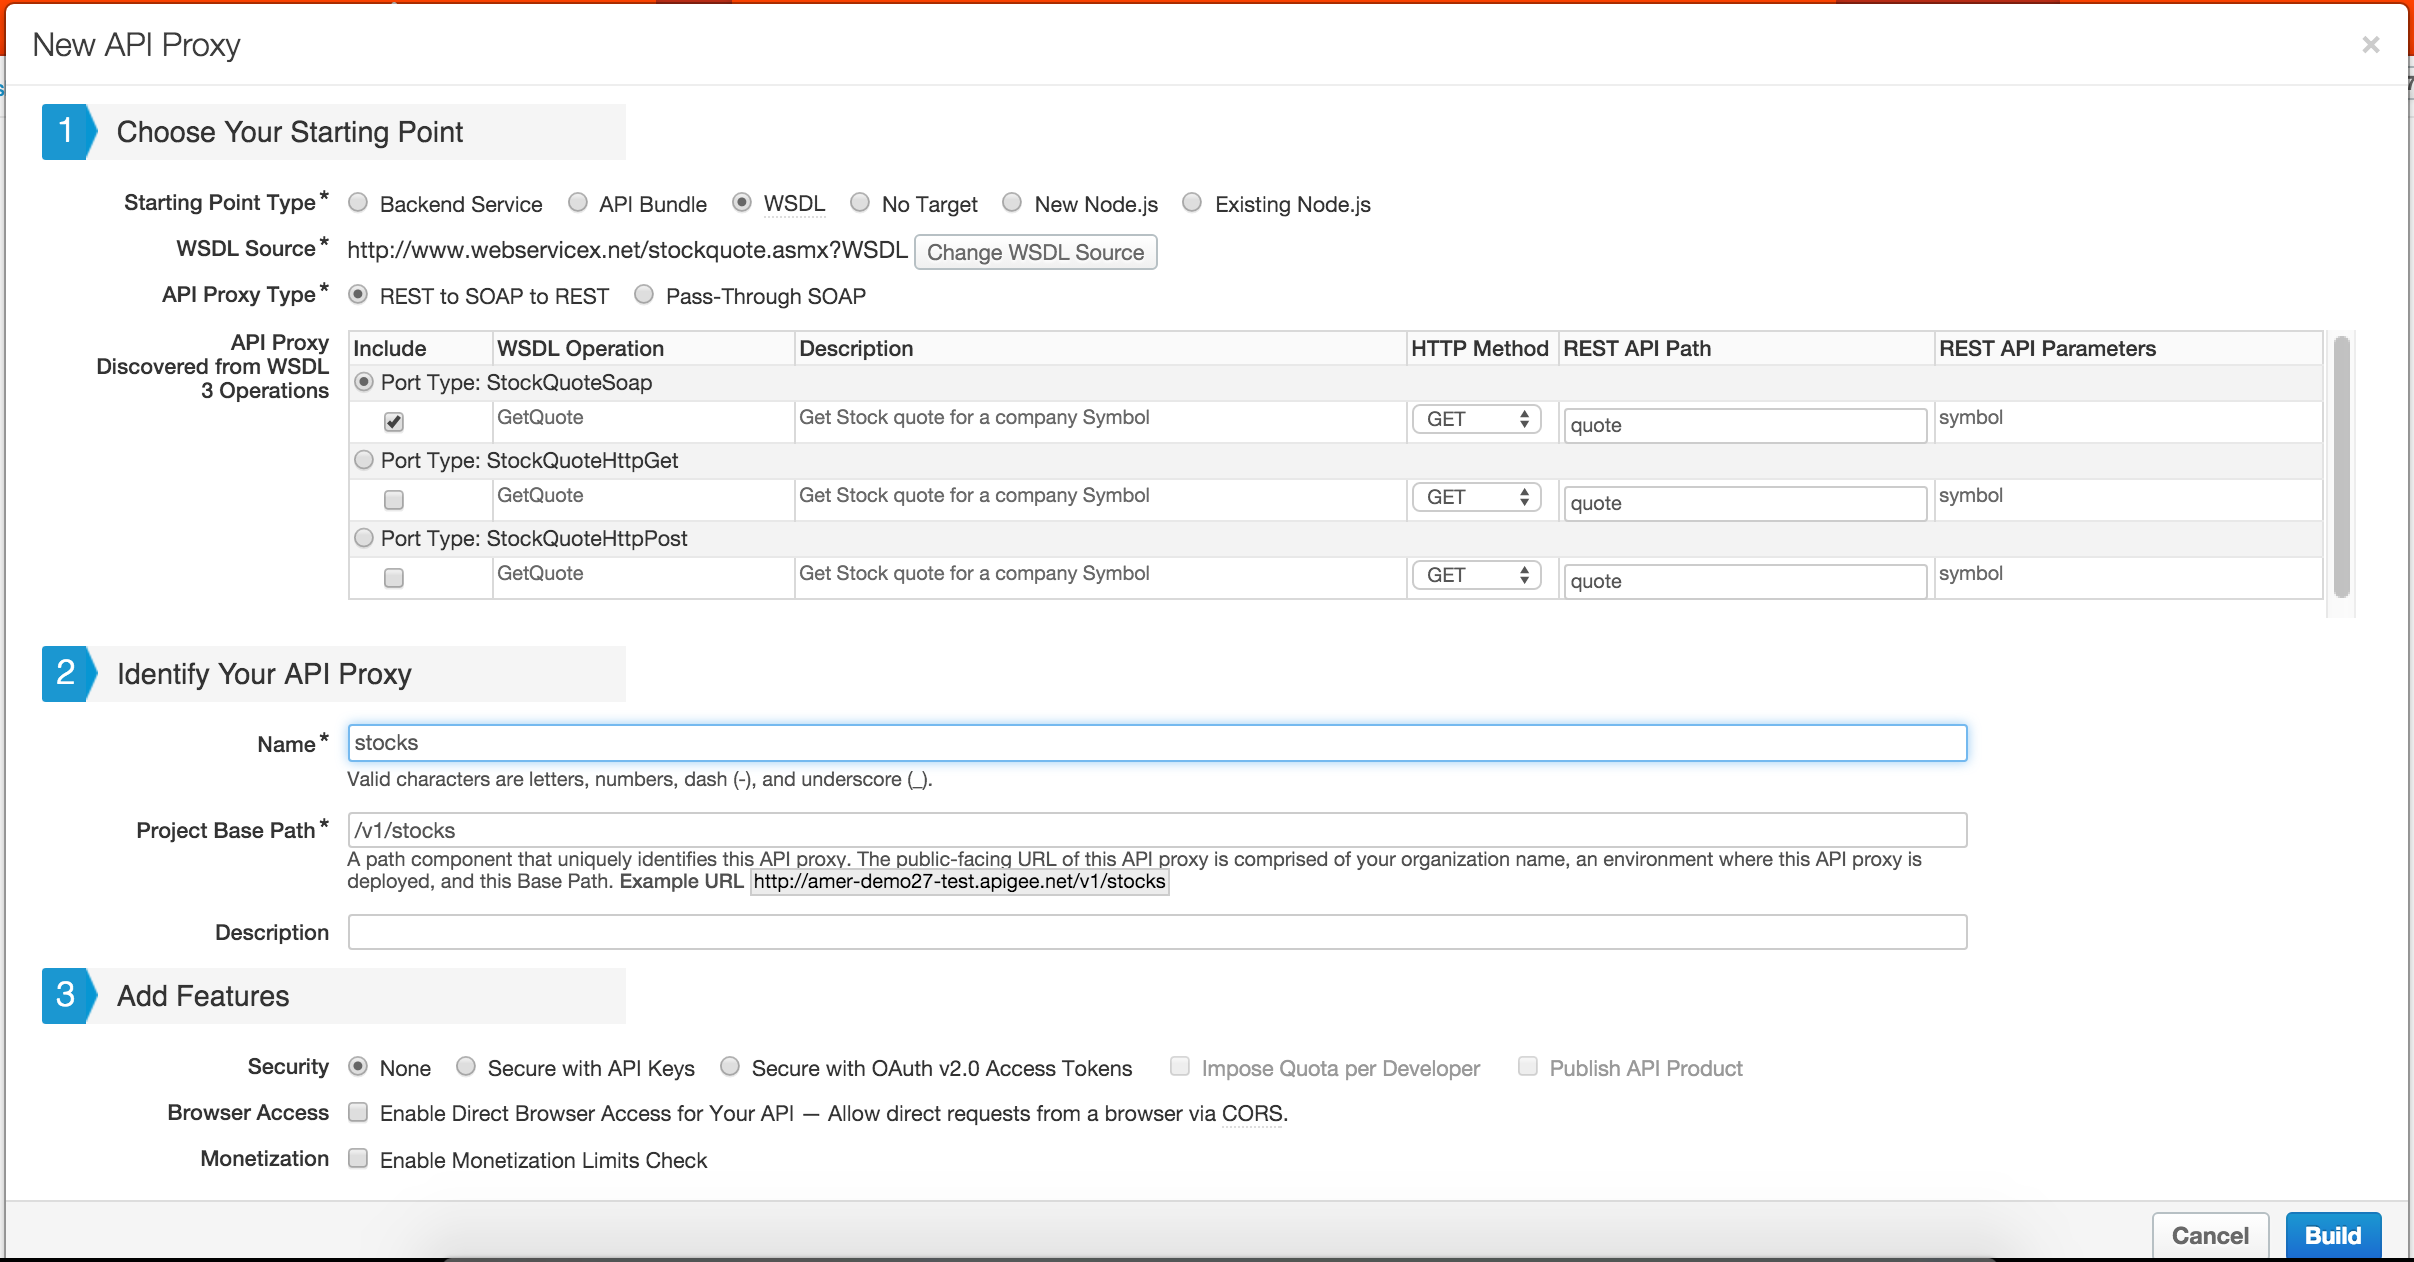 New API Proxy ×
1 Choose Your Starting Point
Starting Point Type* Backend Service API Bundle WSDL No Target New Node.js Existing Node.js
WSDL Source* http://www.webservicex.net/stockquote.asmx?WSDL Change WSDL Source
API Proxy Type* REST to SOAP to REST Pass-Through SOAP
API Proxy
Discovered from WSDL
3 Operations
Include WSDL Operation Description HTTP Method REST API Path REST API Parameters
Port Type: StockQuoteSoap
GetQuote Get Stock quote for a company Symbol GET quote symbol
Port Type: StockQuoteHttpGet
GetQuote Get Stock quote for a company Symbol GET quote symbol
Port Type: StockQuoteHttpPost
GetQuote Get Stock quote for a company Symbol GET quote symbol
2 Identify Your API Proxy
Name* stocks
Valid characters are letters, numbers, dash (-), and underscore (_).
Project Base Path* /v1/stocks
A path component that uniquely identifies this API proxy. The public-facing URL of this API proxy is comprised of your organization name, an environment where this API proxy is
deployed, and this Base Path. Example URL http://amer-demo27-test.apigee.net/v1/stocks
Description
3 Add Features
Security None Secure with API Keys Secure with OAuth v2.0 Access Tokens Impose Quota per Developer Publish API Product
Browser Access Enable Direct Browser Access for Your API — Allow direct requests from a browser via CORS.
Monetization Enable Monetization Limits Check
Cancel Build